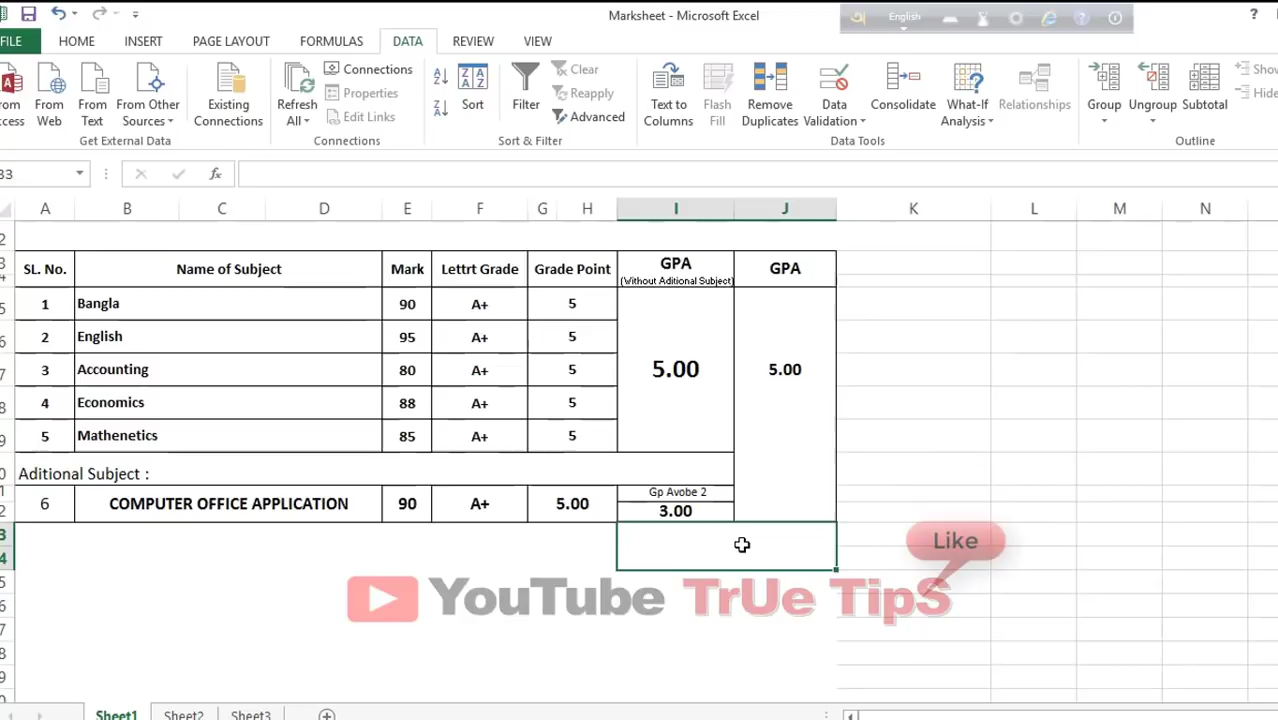 Marksheet - Microsoft Excel
English
?
FILE HOME INSERT PAGE LAYOUT FORMULAS DATA REVIEW VIEW
From Web
From Text
From Other Sources
Existing Connections
Refresh All
Connections
Properties
Edit Links
Sort
Filter
Clear
Reapply
Advanced
Text to Columns
Flash Fill
Remove Duplicates
Data Validation
Consolidate
What-If Analysis
Relationships
Group
Ungroup
Subtotal
Get External Data Connections Sort & Filter Data Tools Outline
fx
A B C D E F G H I J K L M N
SL. No. Name of Subject Mark Lettrt Grade Grade Point GPA GPA
(Without Aditional Subject)
1 Bangla 90 A+ 5
2 English 95 A+ 5
3 Accounting 80 A+ 5 5.00 5.00
4 Economics 88 A+ 5
5 Mathenetics 85 A+ 5
Aditional Subject :
Gp Avobe 2
6 COMPUTER OFFICE APPLICATION 90 A+ 5.00
3.00
Like
YouTube TrUe TipS
Sheet1 Sheet2 Sheet3